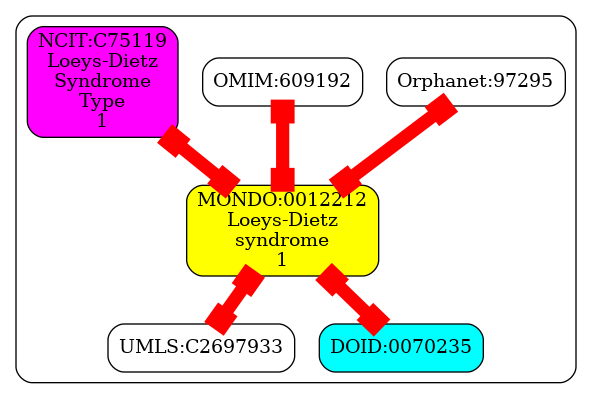 NCIT:C75119
Loeys-Dietz
Syndrome
Type
1
OMIM:609192
Orphanet:97295
MONDO:0012212
Loeys-Dietz
syndrome
1
UMLS:C2697933
DOID:0070235